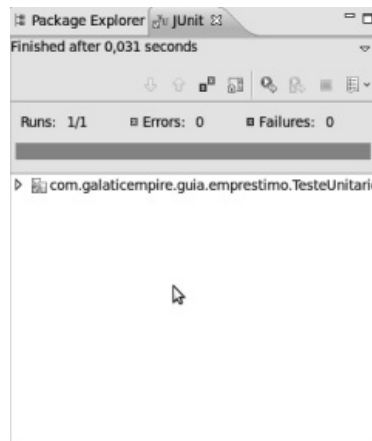 Package Explorer JUnit
Finished after 0,031 seconds
Runs: 1/1 Errors: 0 Failures: 0
com.galaticempire.guia.emprestimo.TesteUnitari